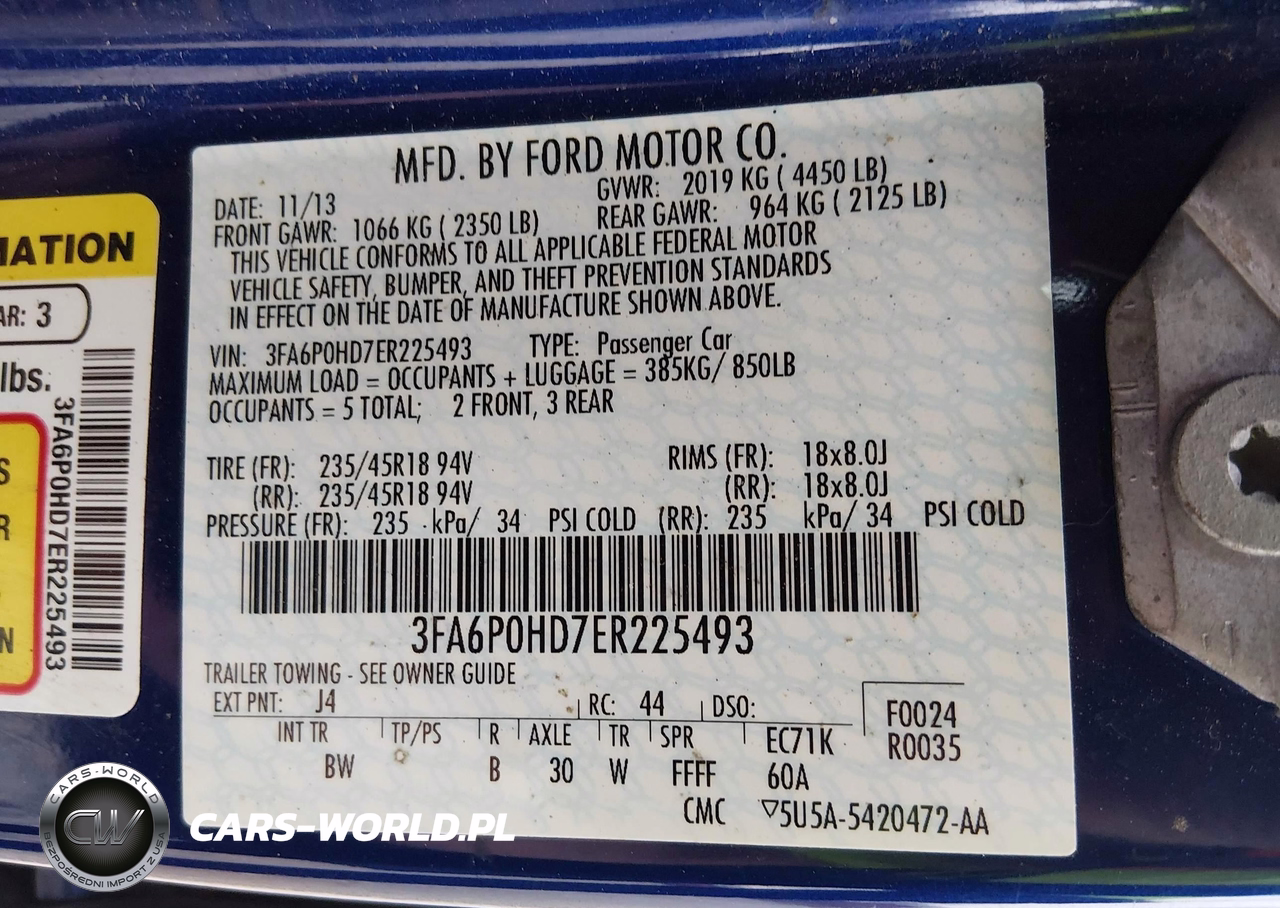 MFD. BY FORD MOTOR CO.
DATE: 11/13 GVWR: 2019 KG ( 4450 LB)
FRONT GAWR: 1066 KG ( 2350 LB) REAR GAWR: 964 KG ( 2125 LB)
THIS VEHICLE CONFORMS TO ALL APPLICABLE FEDERAL MOTOR
VEHICLE SAFETY, BUMPER, AND THEFT PREVENTION STANDARDS
IN EFFECT ON THE DATE OF MANUFACTURE SHOWN ABOVE.
VIN: 3FA6P0HD7ER225493 TYPE: Passenger Car
MAXIMUM LOAD = OCCUPANTS + LUGGAGE = 385KG/ 850LB
OCCUPANTS = 5 TOTAL; 2 FRONT, 3 REAR
TIRE (FR): 235/45R18 94V RIMS (FR): 18x8.0J
(RR): 235/45R18 94V (RR): 18x8.0J
PRESSURE (FR): 235 kPa/ 34 PSI COLD (RR): 235 kPa/ 34 PSI COLD
3FA6P0HD7ER225493
TRAILER TOWING - SEE OWNER GUIDE
EXT PNT: J4 RC: 44 DSO:
F0024
R0035
INT TR TP/PS R AXLE TR SPR EC71K
BW B 30 W FFFF 60A
CMC ▽5U5A-5420472-AA
MATION
AR: 3
lbs.
S
R
N
3FA6P0HD7ER225493
CARS-WORLD
CW
BEZPOŚREDNI IMPORT Z USA
CARS-WORLD.PL